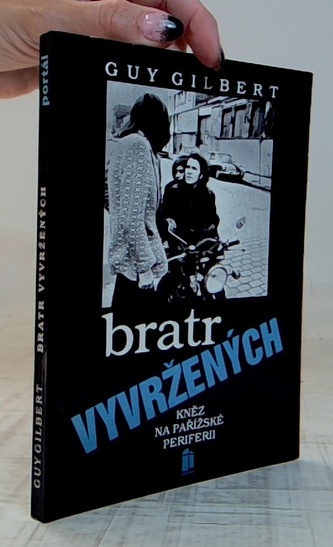 GUY GILBERT
bratr
VYVRŽENÝCH
KNĚZ
NA PAŘÍŽSKÉ
PERIFERII
GUY GILBERT BRATR VYVRŽENÝCH portál